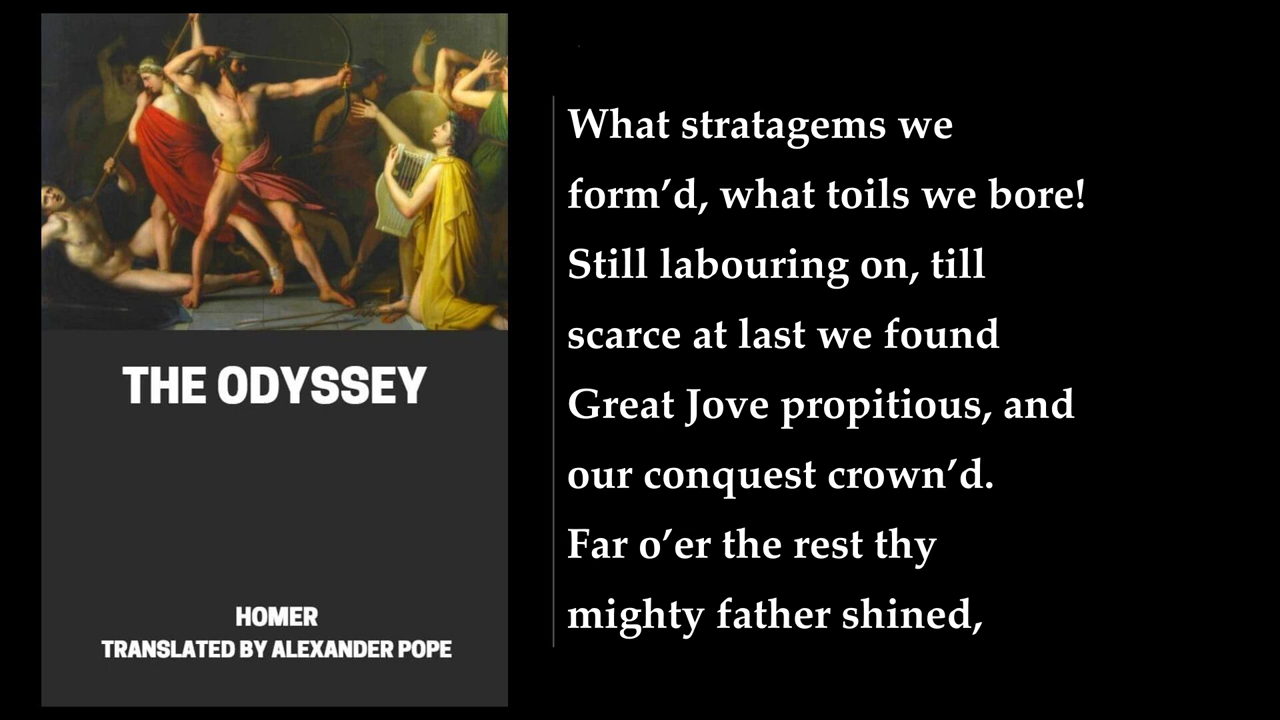 THE ODYSSEY
HOMER
TRANSLATED BY ALEXANDER POPE
What stratagems we
form’d, what toils we bore!
Still labouring on, till
scarce at last we found
Great Jove propitious, and
our conquest crown’d.
Far o’er the rest thy
mighty father shined,